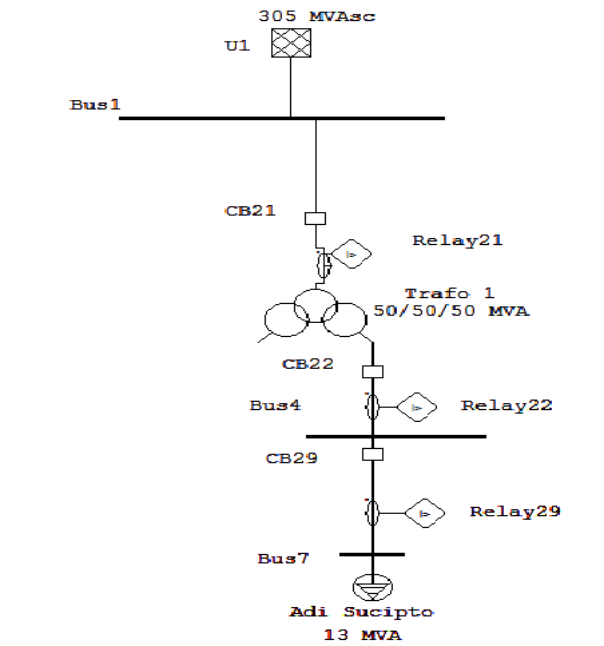 305 MVAsc
U1
Bus1
CB21
Relay21
Trafo 1
50/50/50 MVA
CB22
Bus4
Relay22
CB29
Relay29
Bus7
Adi Sucipto
13 MVA